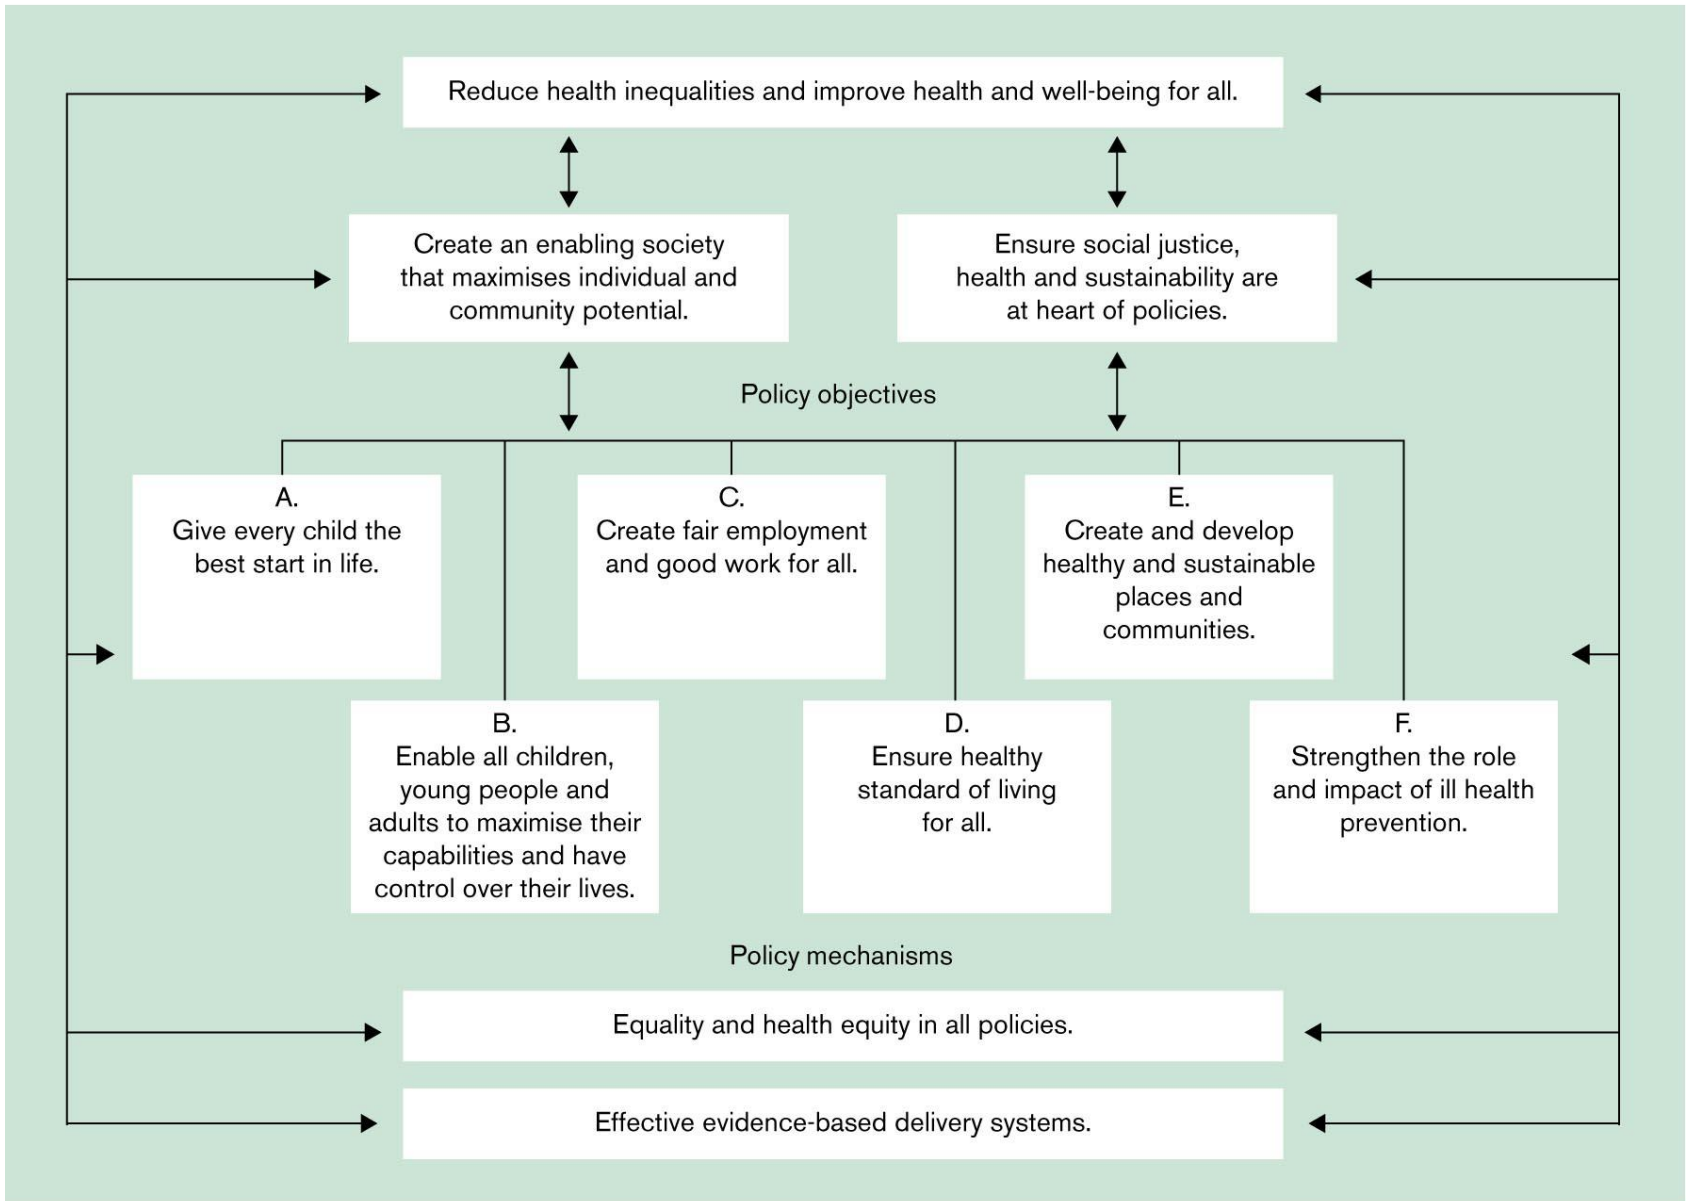 Reduce health inequalities and improve health and well-being for all.
Create an enabling society
that maximises individual and
community potential.
Ensure social justice,
health and sustainability are
at heart of policies.
Policy objectives
A.
Give every child the
best start in life.
B.
Enable all children,
young people and
adults to maximise their
capabilities and have
control over their lives.
C.
Create fair employment
and good work for all.
D.
Ensure healthy
standard of living
for all.
E.
Create and develop
healthy and sustainable
places and
communities.
F.
Strengthen the role
and impact of ill health
prevention.
Policy mechanisms
Equality and health equity in all policies.
Effective evidence-based delivery systems.